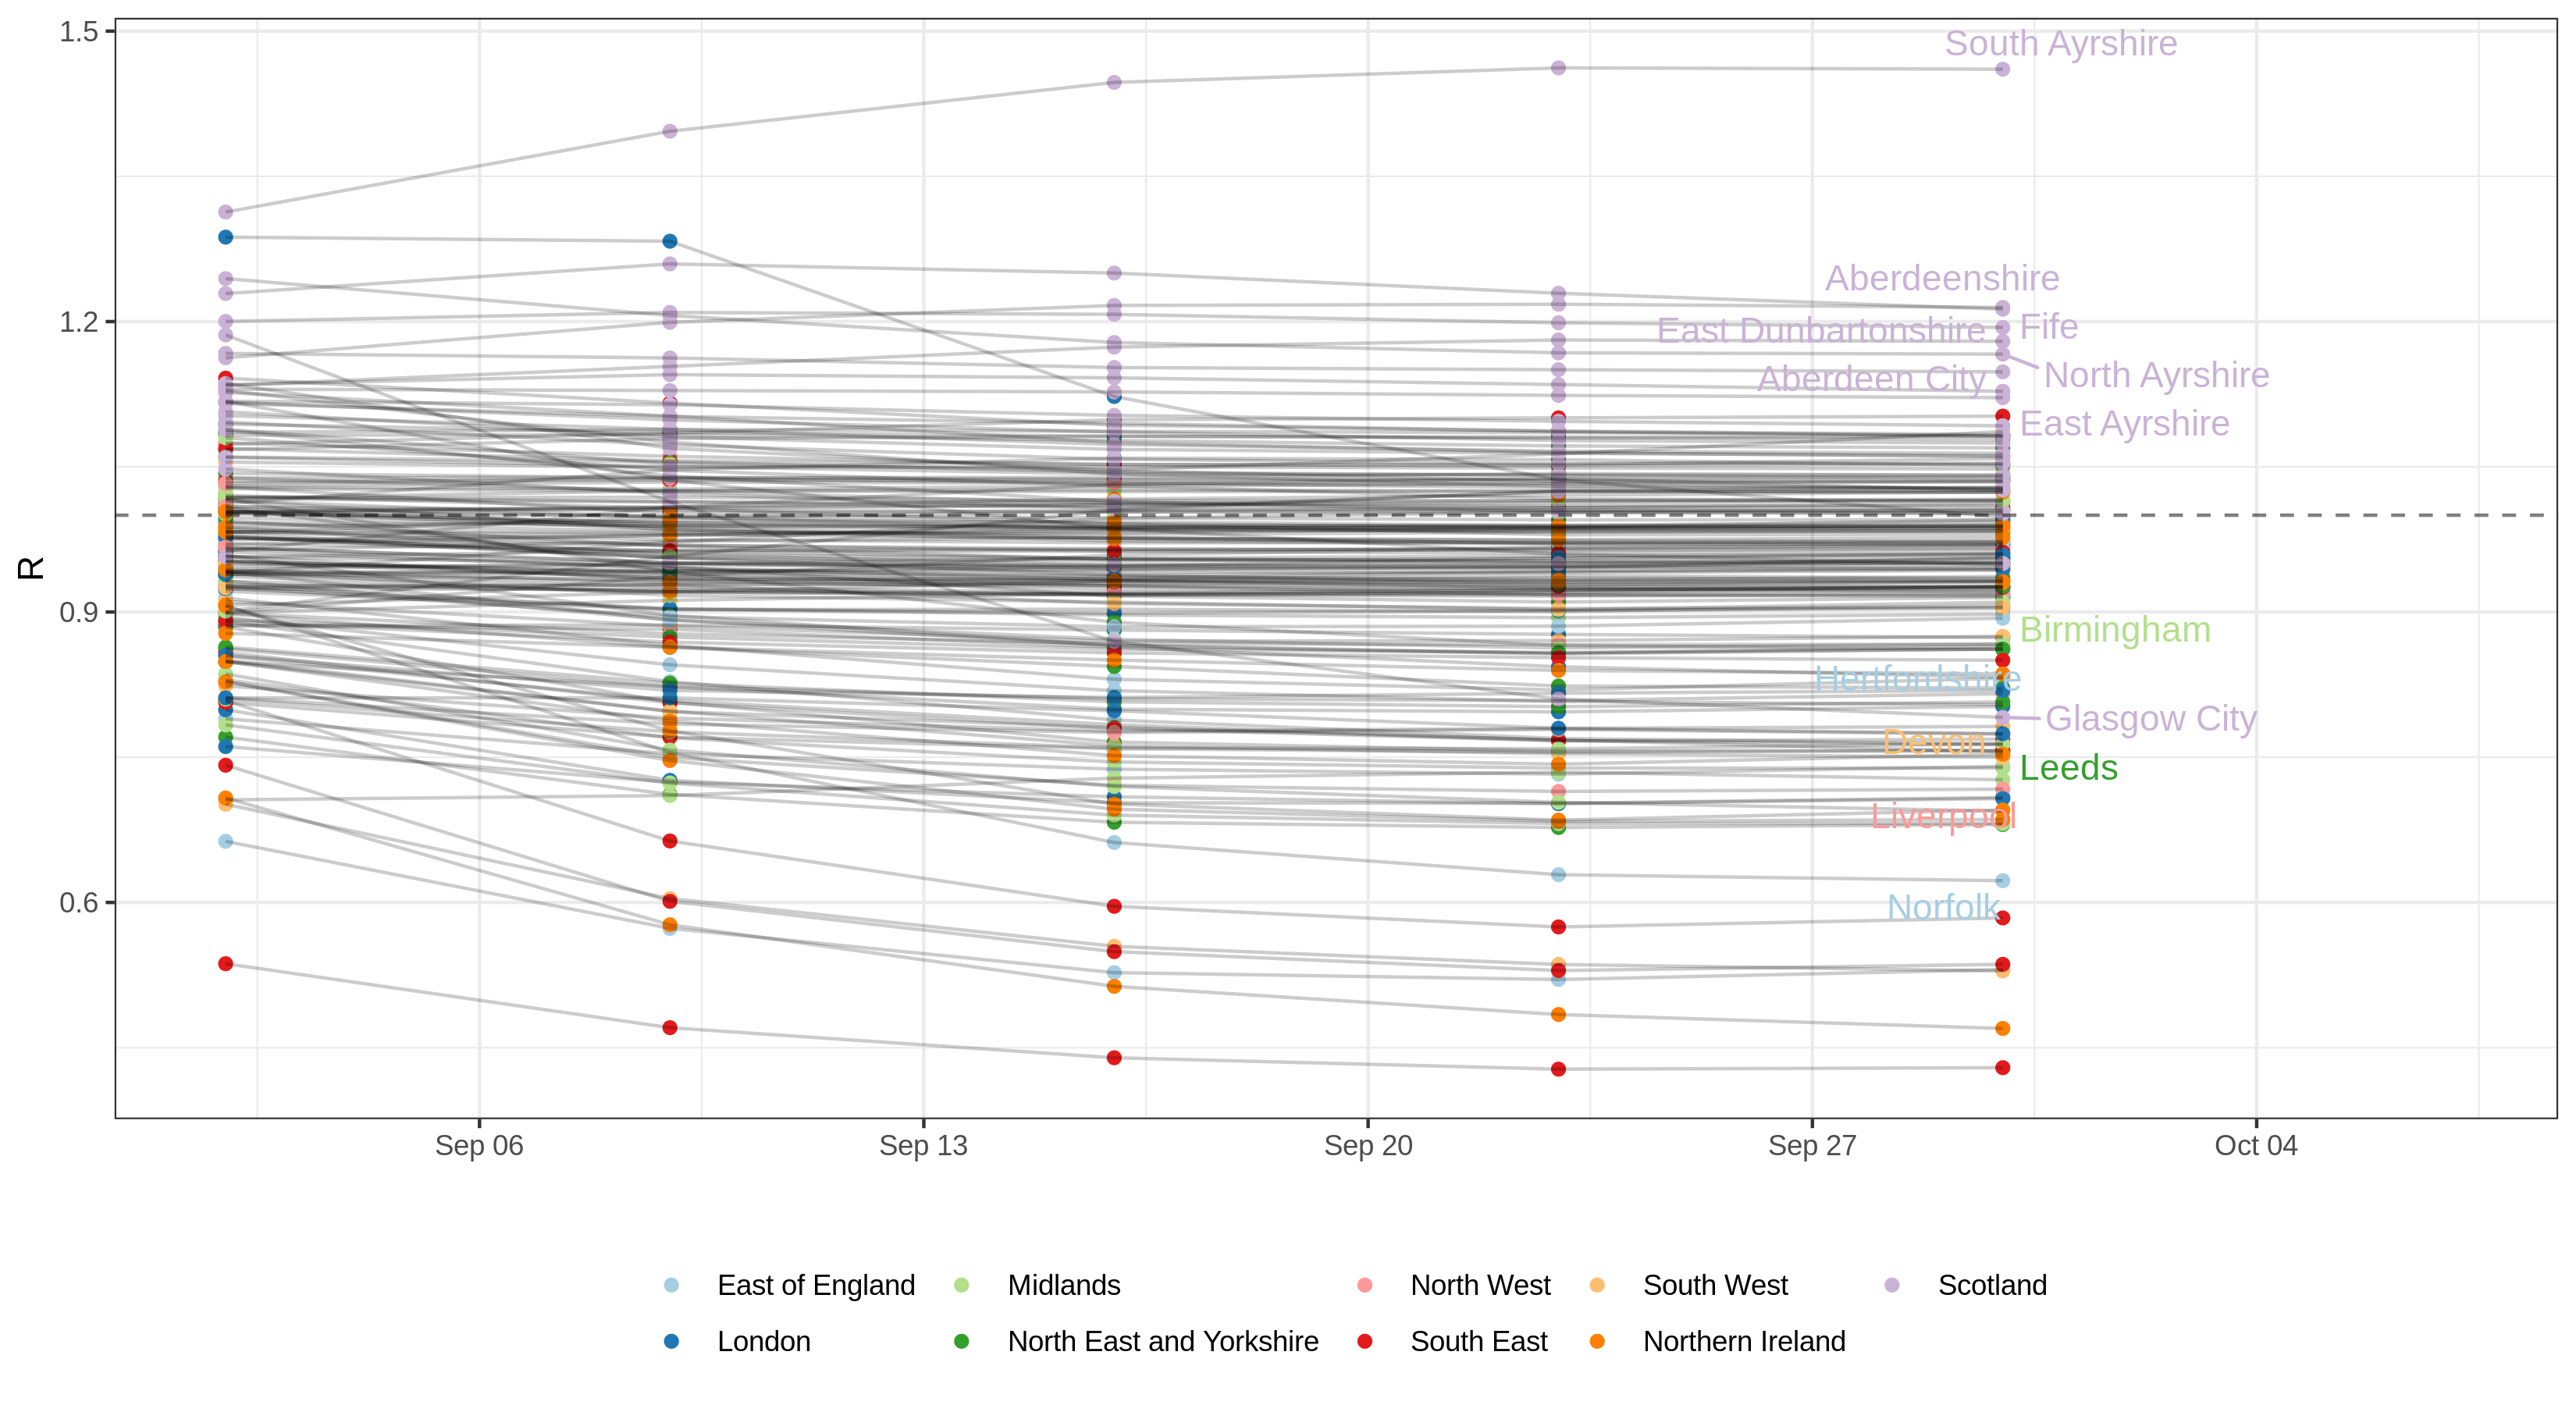 1.5
1.2
0.9
0.6
R
South Ayrshire
Aberdeenshire
Fife
East Dunbartonshire
North Ayrshire
Aberdeen City
East Ayrshire
Birmingham
Hertfordshire
Glasgow City
Devon
Leeds
Liverpool
Norfolk
Sep 06
Sep 13
Sep 20
Sep 27
Oct 04
East of England
Midlands
North West
South West
Scotland
London
North East and Yorkshire
South East
Northern Ireland